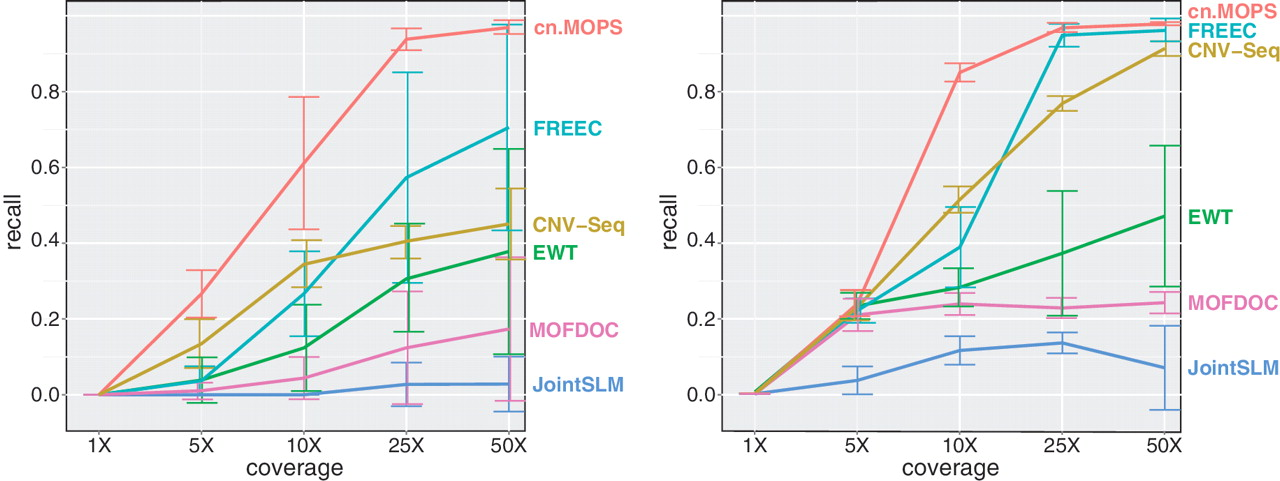 recall
0.8
0.6
0.4
0.2
0.0
1X 5X 10X 25X 50X
coverage
cn.MOPS
FREEC
CNV−Seq
EWT
MOFDOC
JointSLM
recall
0.8
0.6
0.4
0.2
0.0
1X 5X 10X 25X 50X
coverage
cn.MOPS
FREEC
CNV−Seq
EWT
MOFDOC
JointSLM